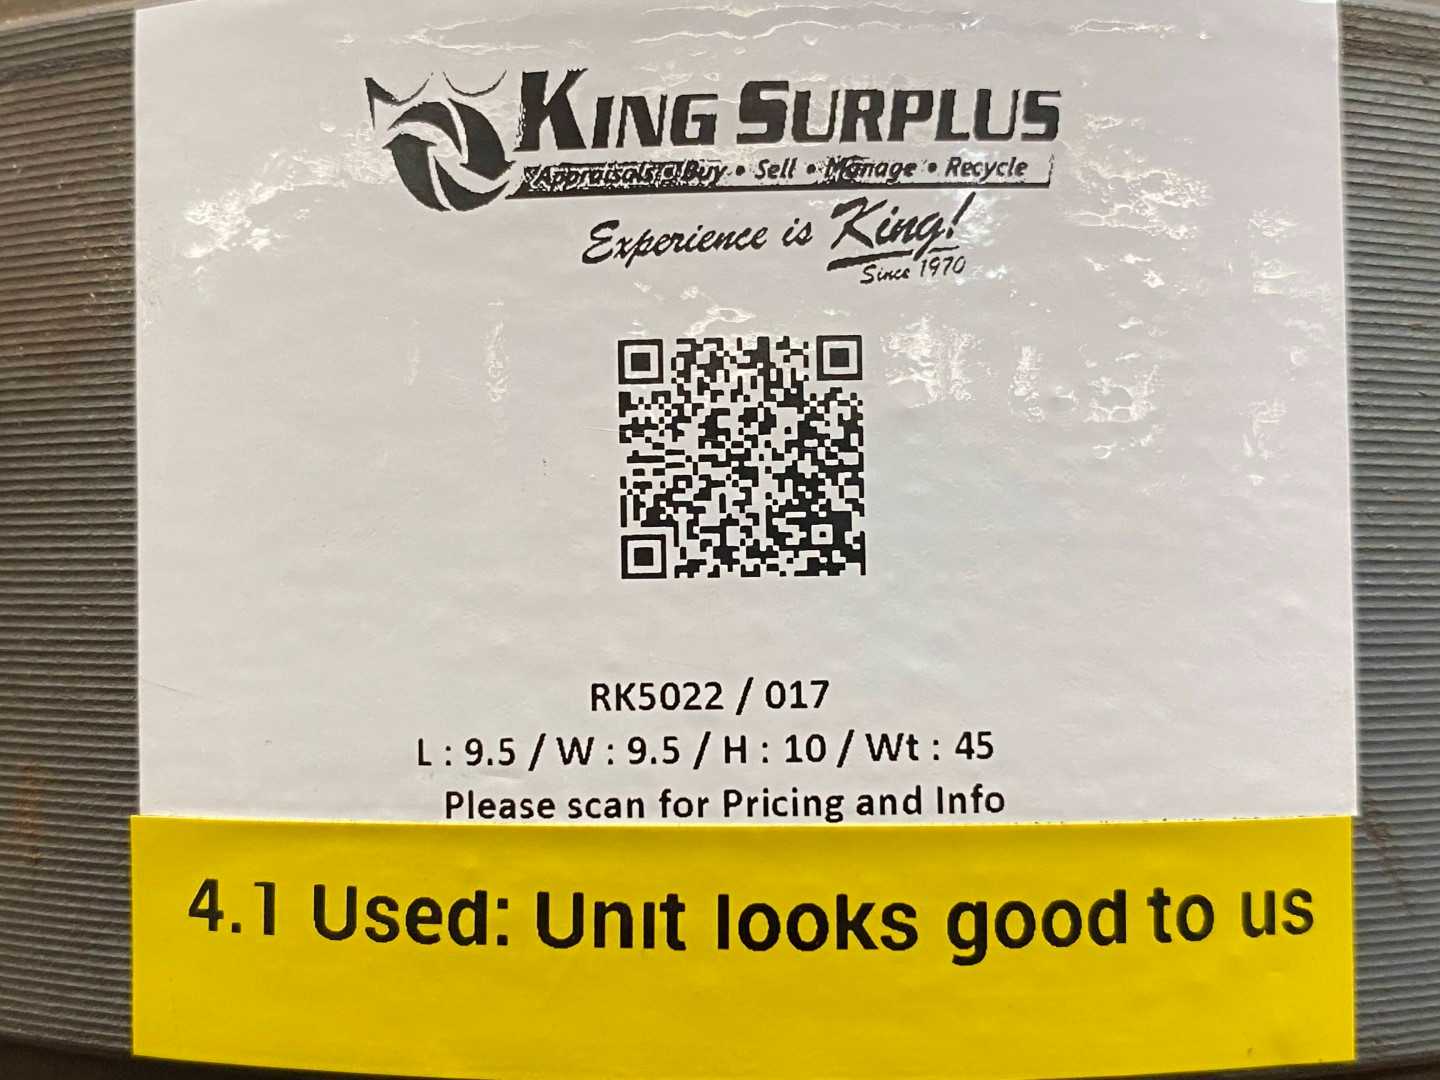 KING SURPLUS
Appraisals • Buy • Sell • Manage • Recycle
Experience is King!
Since 1970
RK5022 / 017
L : 9.5 / W : 9.5 / H : 10 / Wt : 45
Please scan for Pricing and Info
4.1 Used: Unit looks good to us